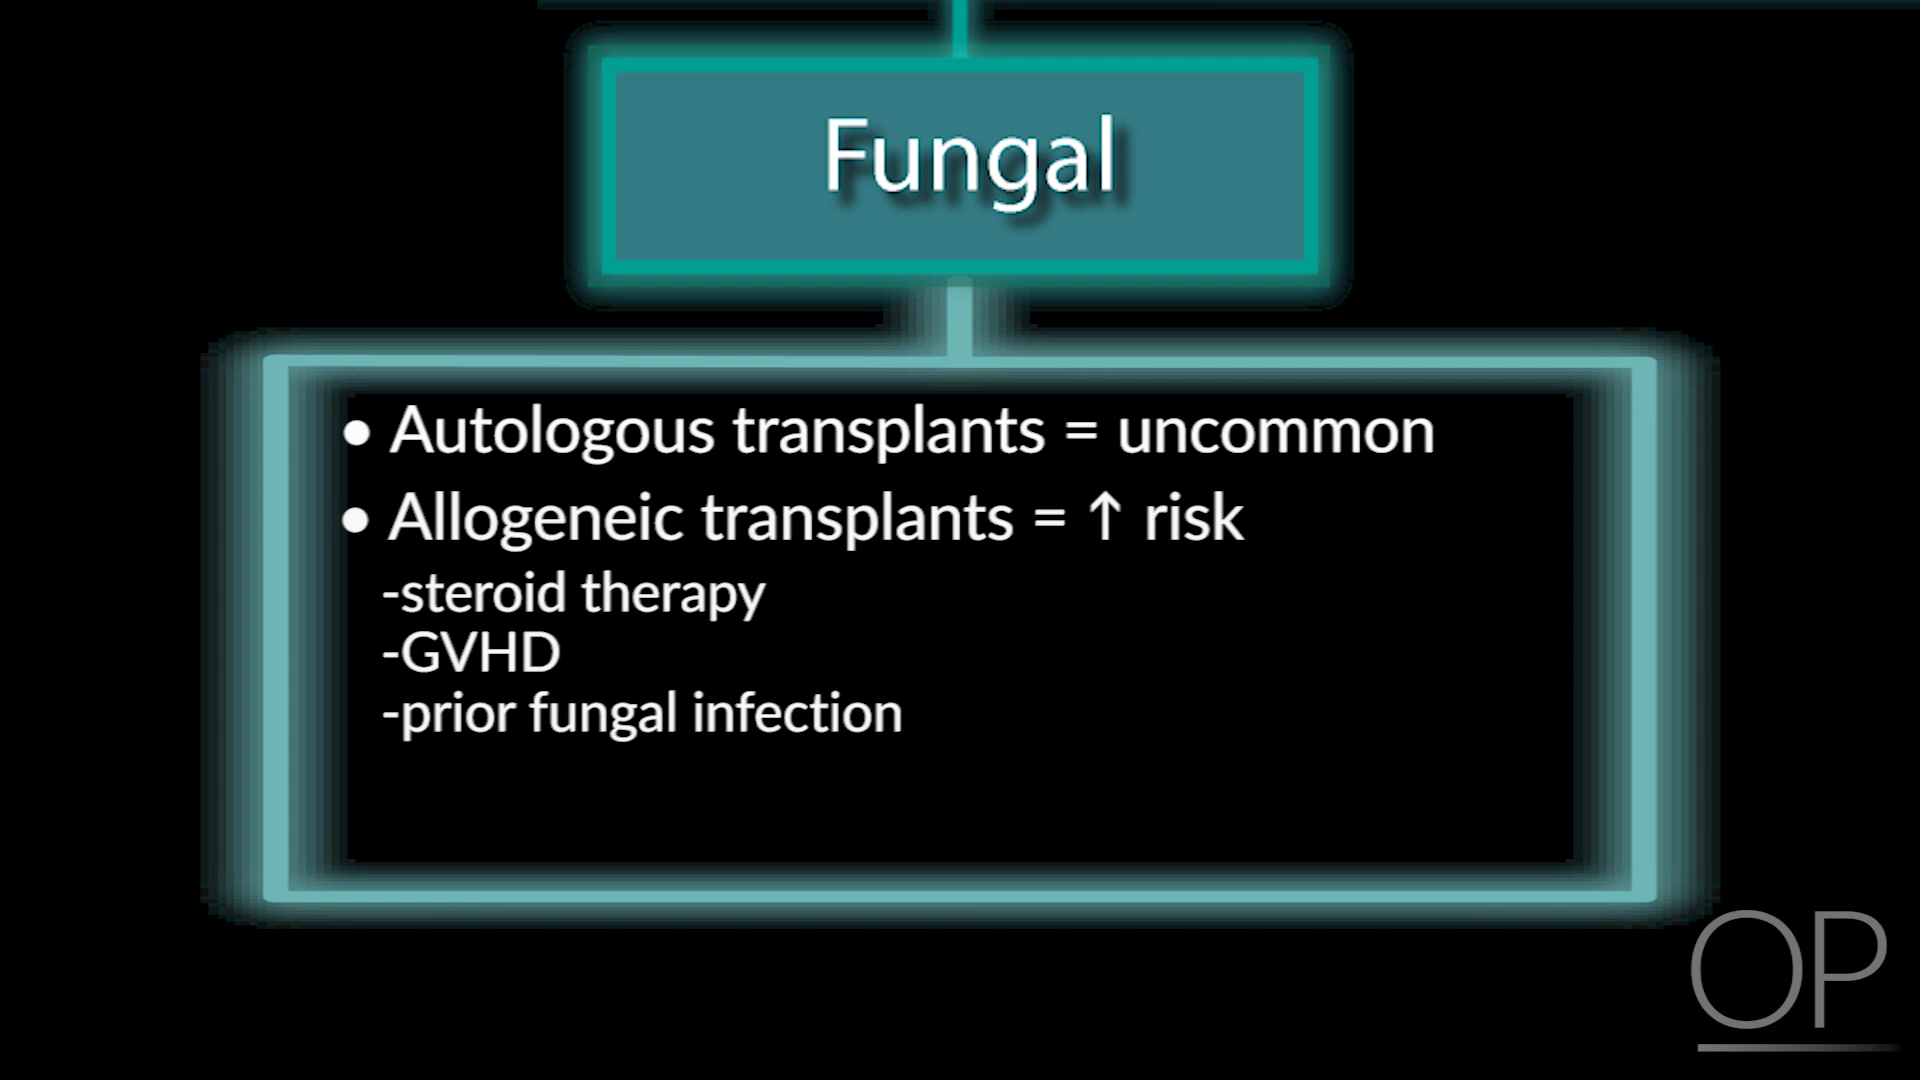 Fungal
• Autologous transplants = uncommon
• Allogeneic transplants = ↑ risk
-steroid therapy
-GVHD
-prior fungal infection
OP